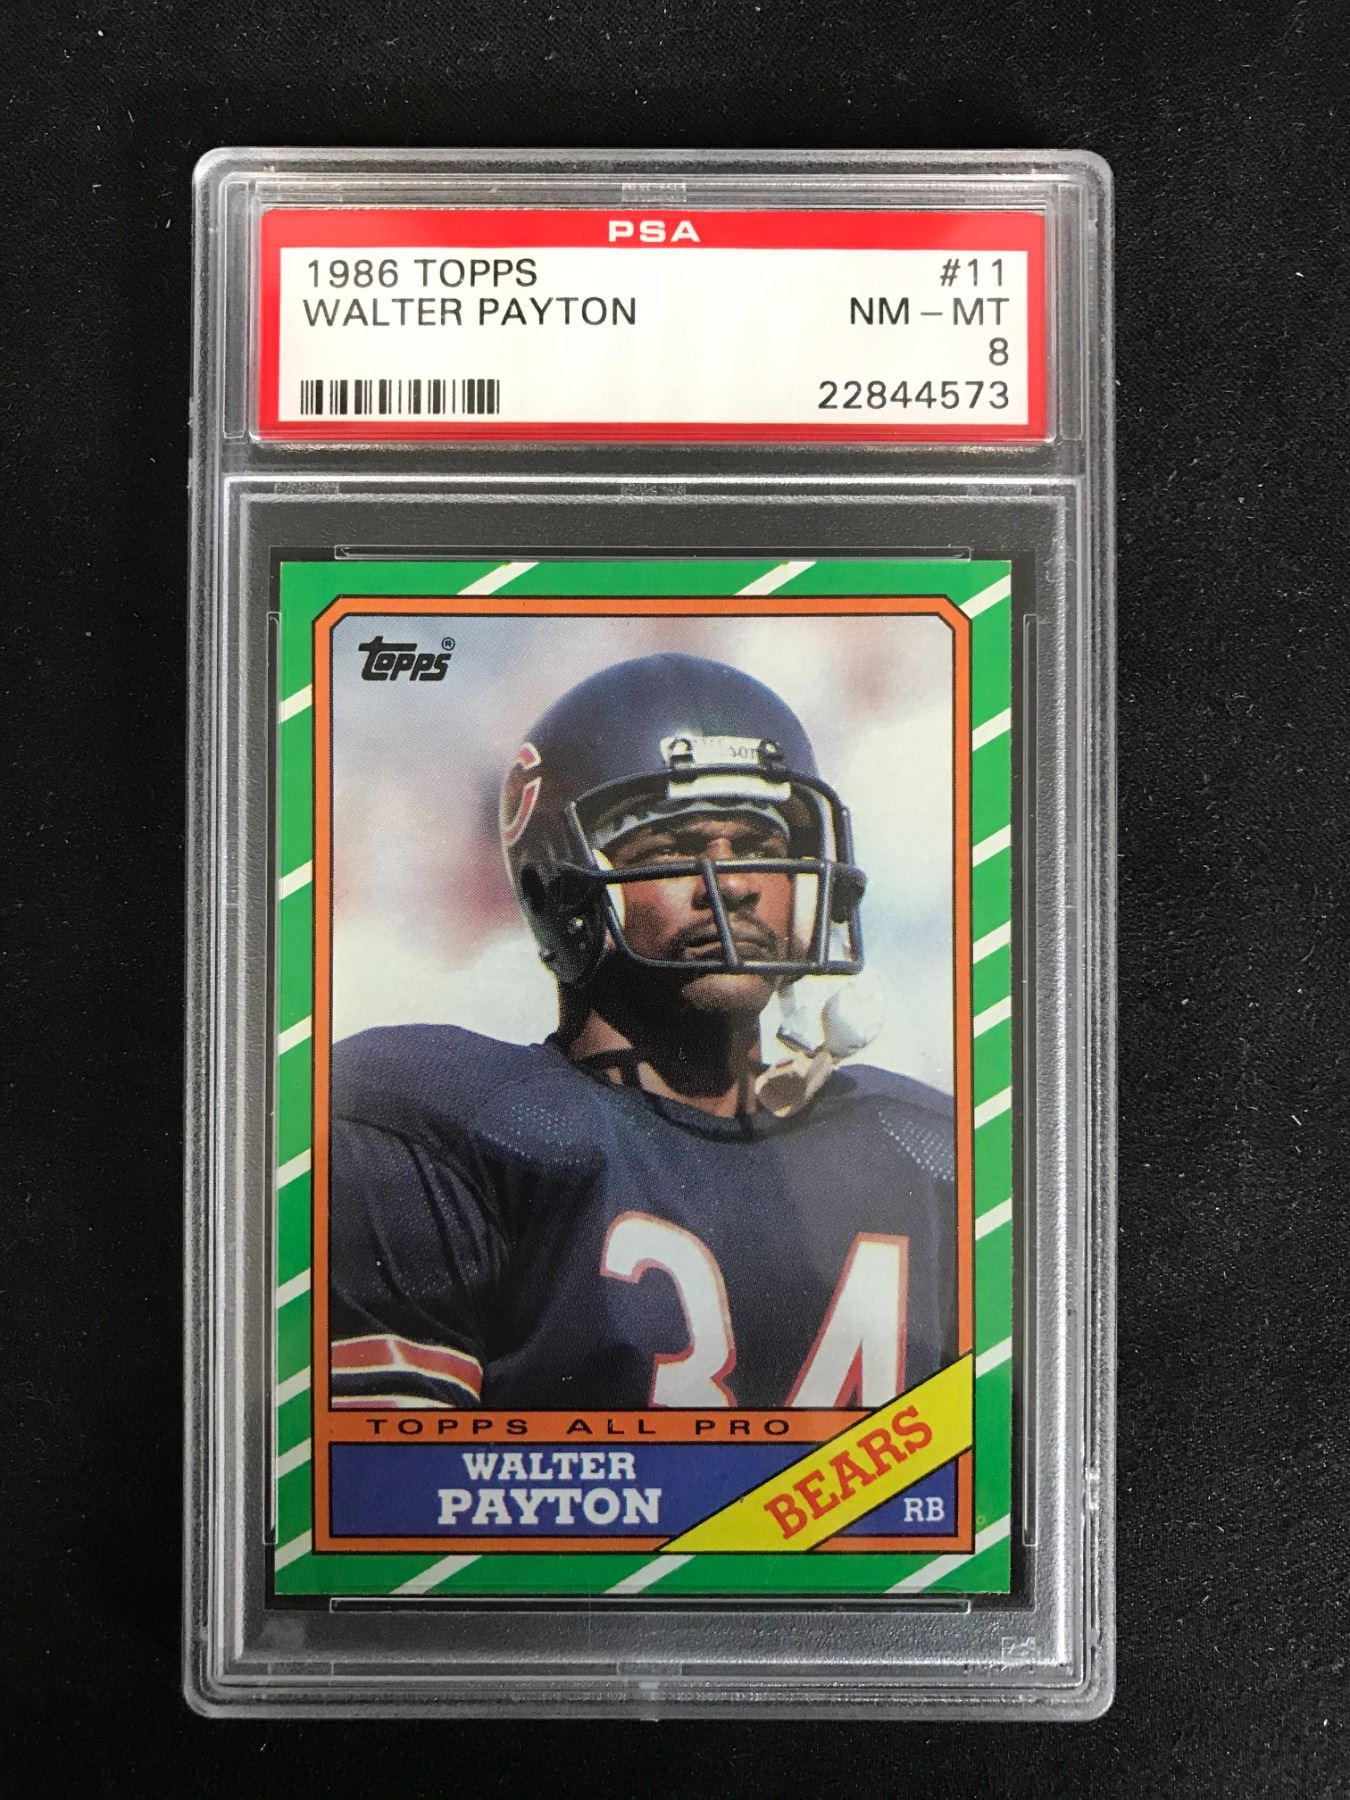 PSA
1986 TOPPS #11
WALTER PAYTON NM - MT
8
22844573
topps®
34
TOPPS ALL PRO
WALTER
PAYTON
BEARS
RB